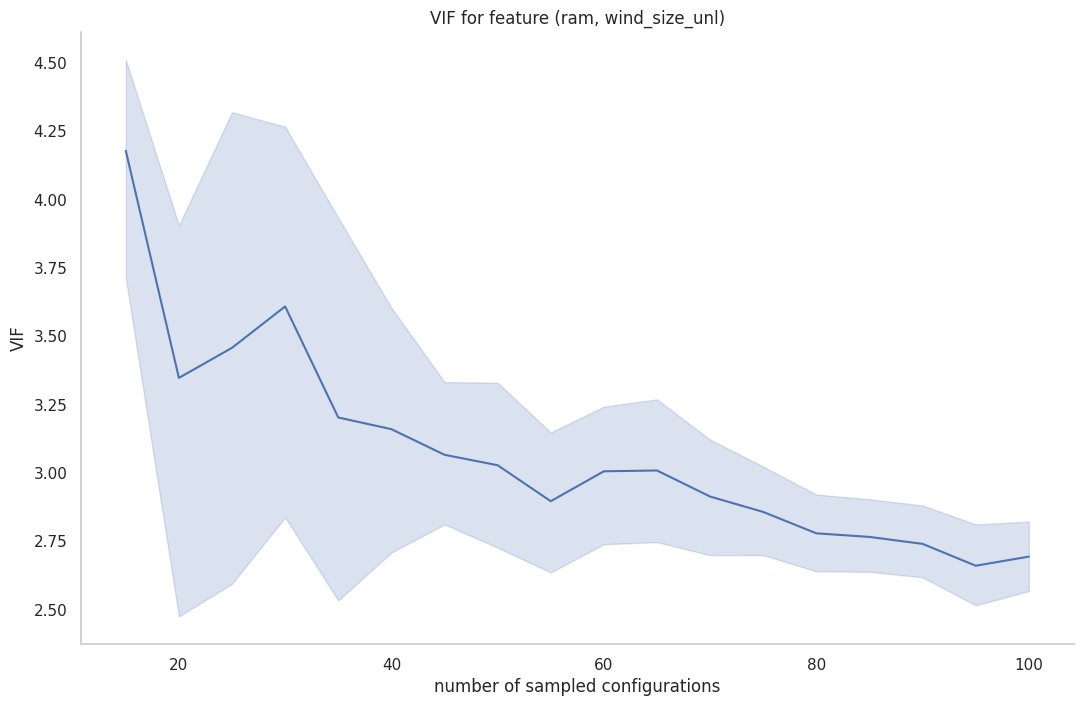 VIF for feature (ram, wind_size_unl)
4.50
4.25
4.00
3.75
3.50
3.25
3.00
2.75
2.50
VIF
20 40 60 80 100
number of sampled configurations